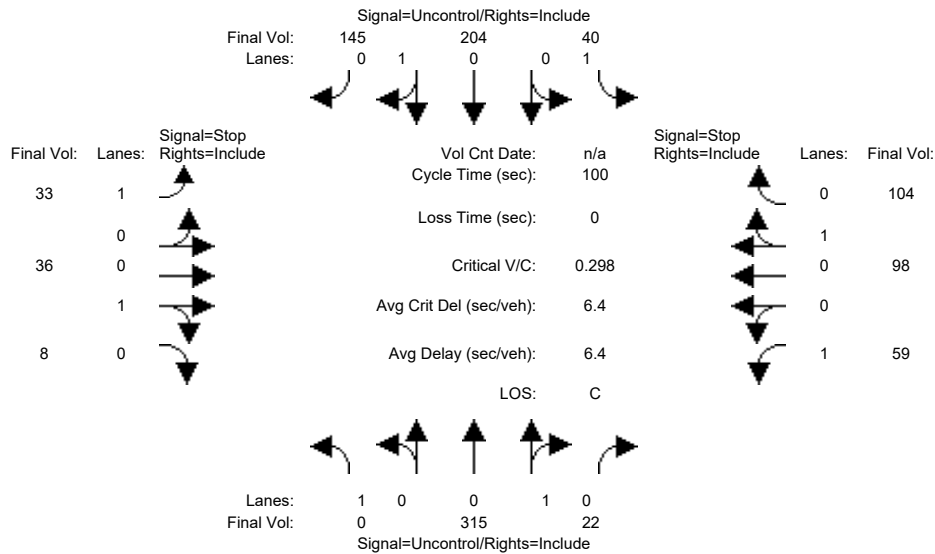 Signal=Uncontrol/Rights=Include
Final Vol: 145 204 40
Lanes: 0 1 0 0 1
Signal=Stop Signal=Stop
Final Vol: Lanes: Rights=Include Vol Cnt Date: n/a Rights=Include Lanes: Final Vol:
Cycle Time (sec): 100
33 1 0 104
Loss Time (sec): 0
0 1
36 0 Critical V/C: 0.298 0 98
1 Avg Crit Del (sec/veh): 6.4 0
8 0 Avg Delay (sec/veh): 6.4 1 59
LOS: C
Lanes: 1 0 0 1 0
Final Vol: 0 315 22
Signal=Uncontrol/Rights=Include